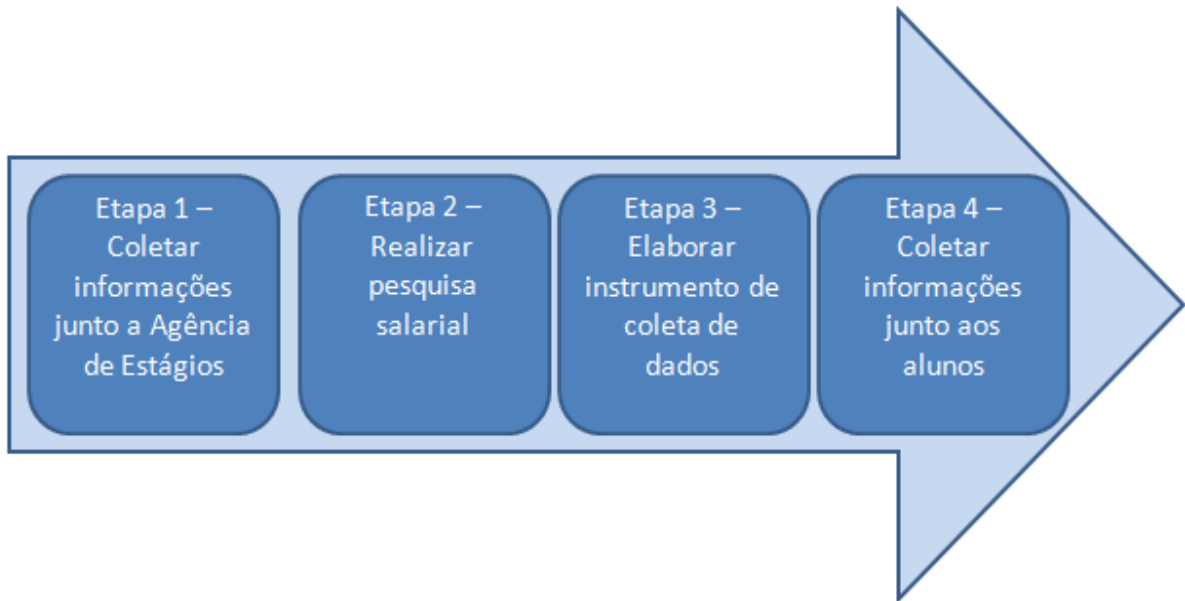 Etapa 1 –
Coletar
informações
junto a Agência
de Estágios
Etapa 2 –
Realizar
pesquisa
salarial
Etapa 3 –
Elaborar
instrumento de
coleta de
dados
Etapa 4 –
Coletar
informações
junto aos
alunos